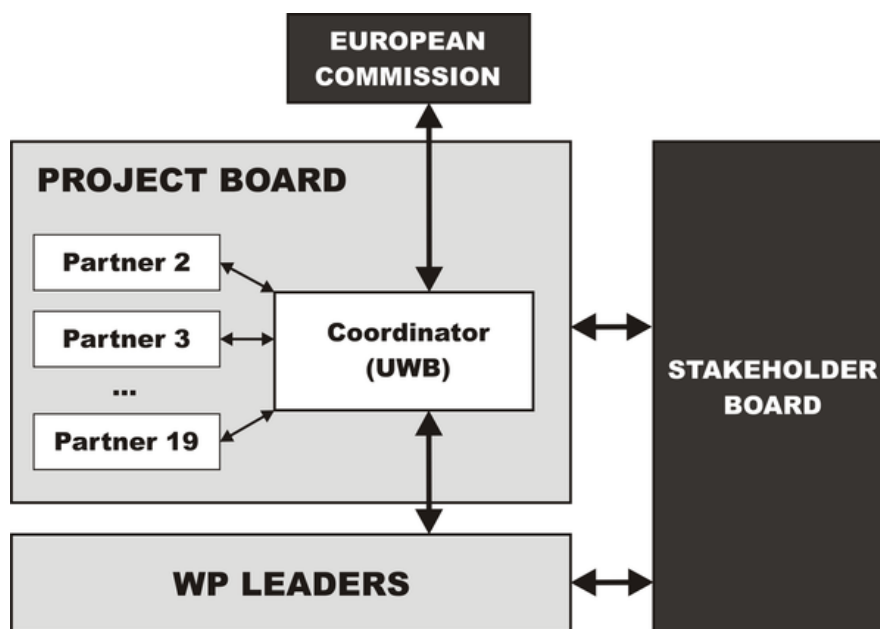 EUROPEAN
COMMISSION
PROJECT BOARD
Partner 2
Partner 3
...
Partner 19
Coordinator
(UWB)
STAKEHOLDER
BOARD
WP LEADERS